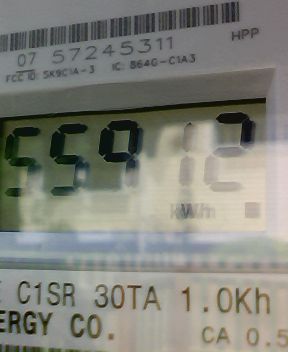 07 57245311
HPP
FCC ID: SK9C1A-3 IC: 864G-C1A3
55912
kWh
C1SR 30TA 1.0Kh
ERGY CO.
CA 0.5